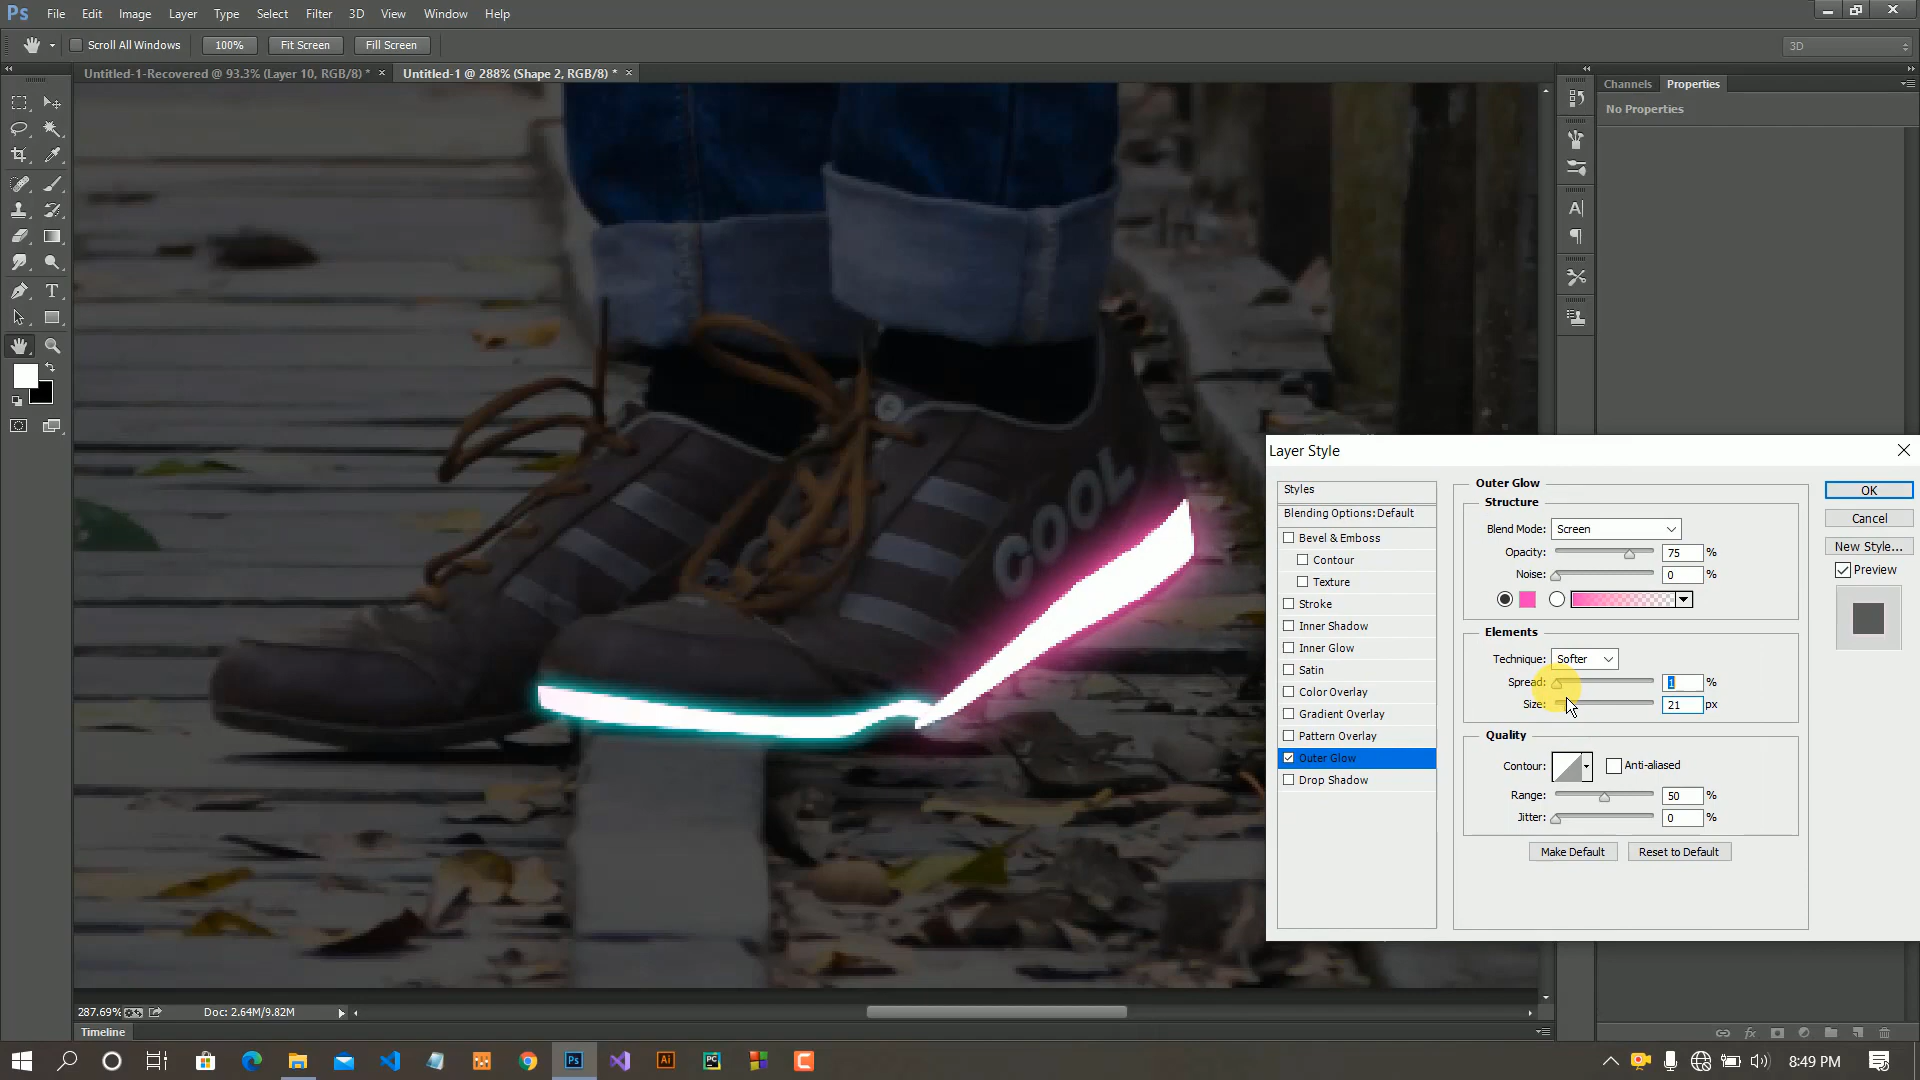 Ps File Edit Image Layer Type Select Filter 3D View Window Help
Scroll All Windows 100% Fit Screen Fill Screen 3D
Untitled-1-Recovered @ 93.3% (Layer 10, RGB/8) * × Untitled-1 @ 288% (Shape 2, RGB/8) * ×
Channels Properties
No Properties
COOL
Layer Style
Styles
Blending Options: Default
Bevel & Emboss
Contour
Texture
Stroke
Inner Shadow
Inner Glow
Satin
Color Overlay
Gradient Overlay
Pattern Overlay
Outer Glow
Drop Shadow
Outer Glow
Structure
Blend Mode: Screen
Opacity: 75 %
Noise: 0 %
Elements
Technique: Softer
Spread: 1 %
Size: 21 px
Quality
Contour: Anti-aliased
Range: 50 %
Jitter: 0 %
Make Default Reset to Default
OK
Cancel
New Style...
Preview
287.69% Doc: 2.64M/9.82M
Timeline
8:49 PM